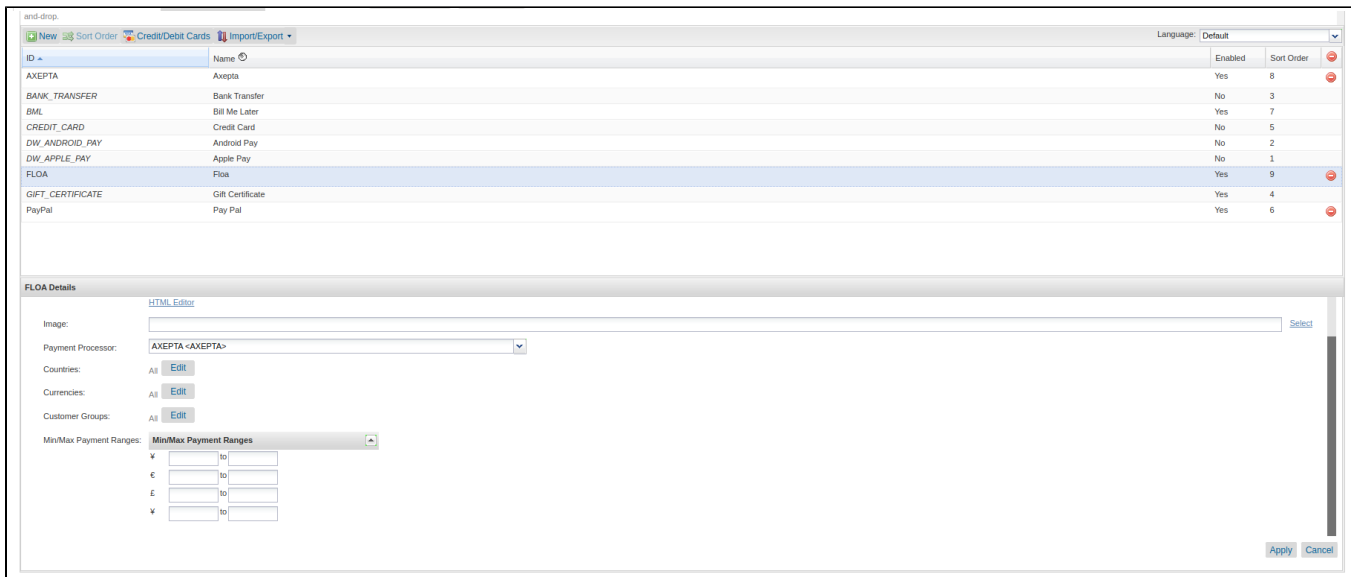 and-drop.
New Sort Order Credit/Debit Cards Import/Export Language: Default
ID Name Enabled Sort Order
AXEPTA Axepta Yes 8
BANK_TRANSFER Bank Transfer No 3
BML Bill Me Later Yes 7
CREDIT_CARD Credit Card No 5
DW_ANDROID_PAY Android Pay No 2
DW_APPLE_PAY Apple Pay No 1
FLOA Floa Yes 9
GIFT_CERTIFICATE Gift Certificate Yes 4
PayPal Pay Pal Yes 6
FLOA Details
HTML Editor
Image: Select
Payment Processor: AXEPTA <AXEPTA>
Countries: All Edit
Currencies: All Edit
Customer Groups: All Edit
Min/Max Payment Ranges: Min/Max Payment Ranges
¥ to
€ to
£ to
¥ to
Apply Cancel